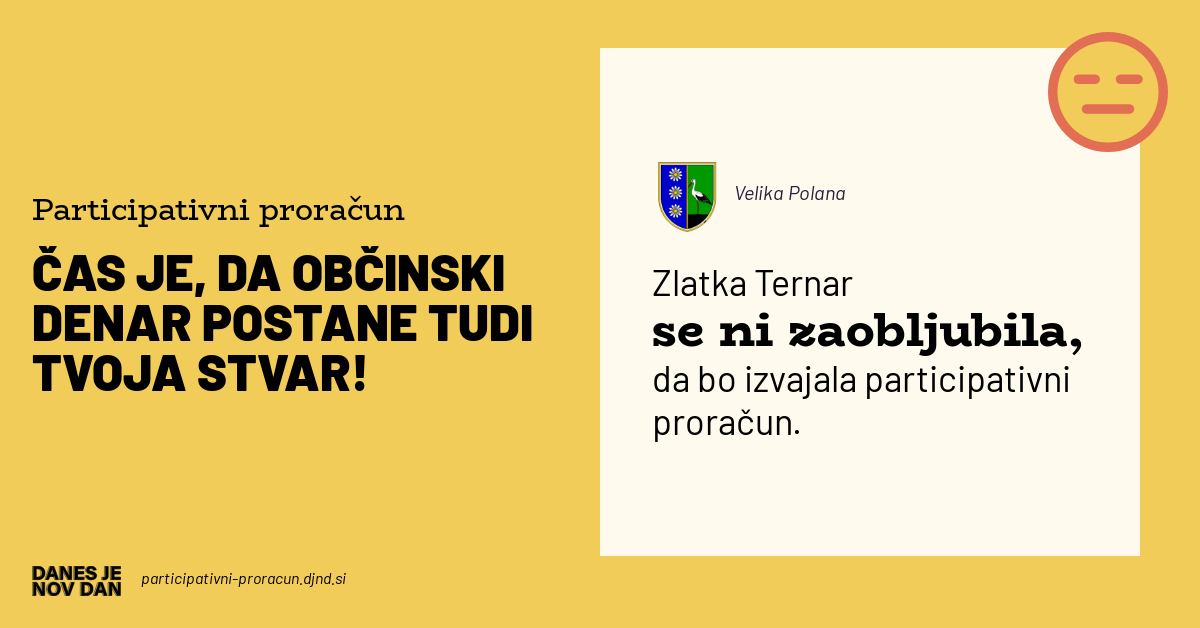 Participativni proračun
ČAS JE, DA OBČINSKI
DENAR POSTANE TUDI
TVOJA STVAR!
Velika Polana
Zlatka Ternar
se ni zaobljubila,
da bo izvajala participativni
proračun.
DANES JE
NOV DAN
participativni-proracun.djnd.si